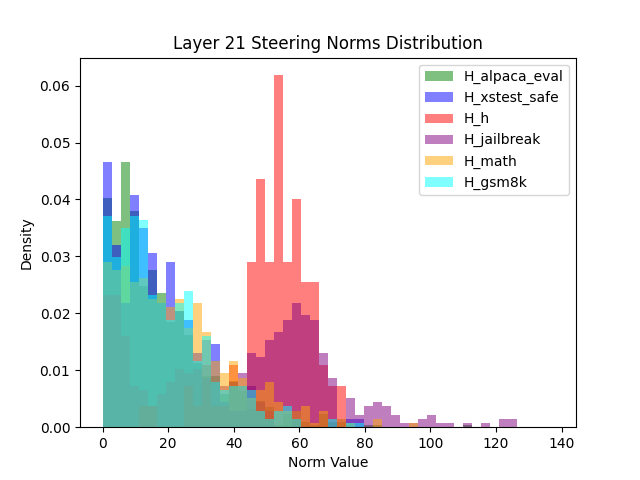 Layer 21 Steering Norms Distribution
H_alpaca_eval
H_xstest_safe
H_h
H_jailbreak
H_math
H_gsm8k
Density
0.06
0.05
0.04
0.03
0.02
0.01
0.00
0 20 40 60 80 100 120 140
Norm Value